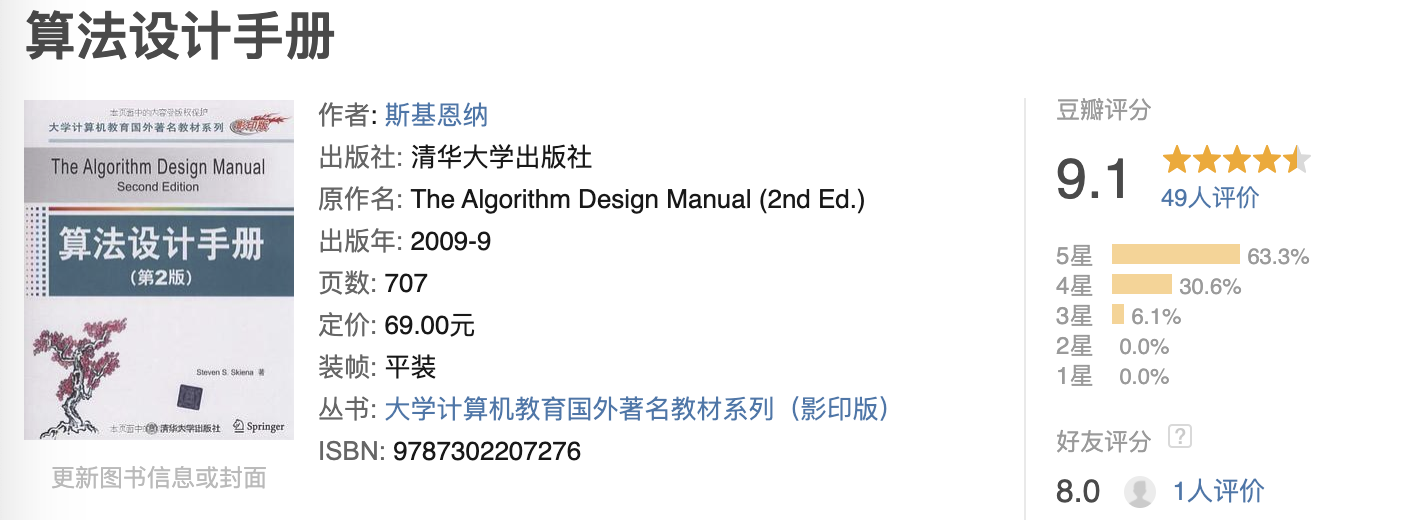 算法设计手册
本页面中的内容受版权保护
大学计算机教育国外著名教材系列 影印版
The Algorithm Design Manual
Second Edition
算法设计手册
(第2版)
Steven S. Skiena 著
本页面中的
清华大学出版社
Springer
更新图书信息或封面
作者: 斯基恩纳
出版社: 清华大学出版社
原作名: The Algorithm Design Manual (2nd Ed.)
出版年: 2009-9
页数: 707
定价: 69.00元
装帧: 平装
丛书: 大学计算机教育国外著名教材系列（影印版）
ISBN: 9787302207276
豆瓣评分
9.1
49人评价
5星 63.3%
4星 30.6%
3星 6.1%
2星 0.0%
1星 0.0%
好友评分 ?
8.0 1人评价